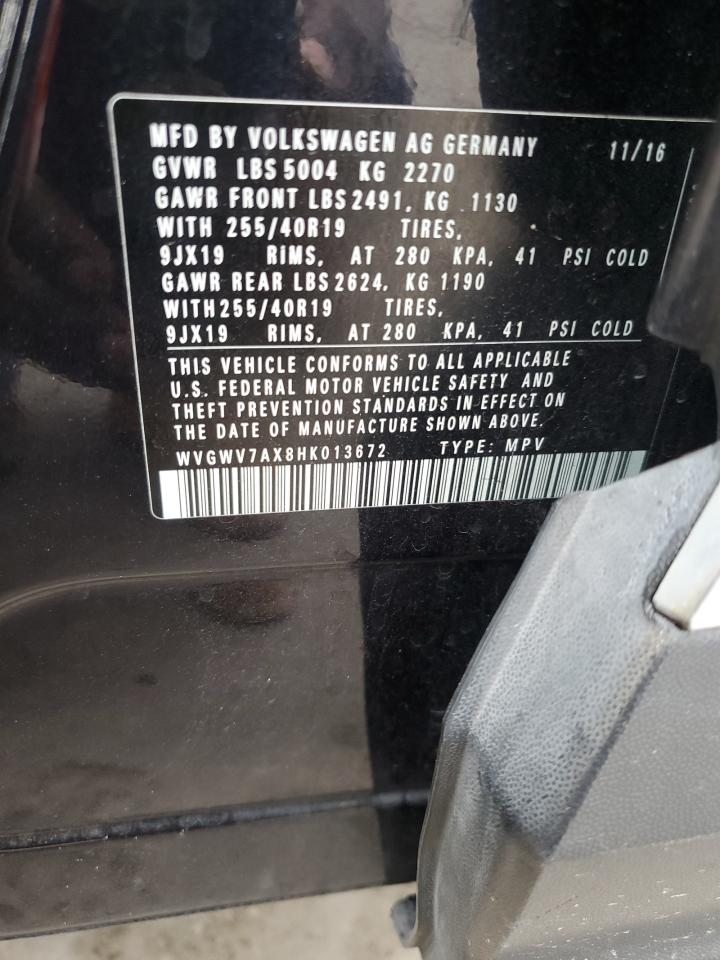 MFD BY VOLKSWAGEN AG GERMANY 11/16
GVWR LBS 5004 KG 2270
GAWR FRONT LBS 2491, KG 1130
WITH 255/40R19 TIRES,
9JX19 RIMS, AT 280 KPA, 41 PSI COLD
GAWR REAR LBS 2624, KG 1190
WITH 255/40R19 TIRES,
9JX19 RIMS, AT 280 KPA, 41 PSI COLD
THIS VEHICLE CONFORMS TO ALL APPLICABLE
U.S. FEDERAL MOTOR VEHICLE SAFETY AND
THEFT PREVENTION STANDARDS IN EFFECT ON
THE DATE OF MANUFACTURE SHOWN ABOVE.
WVGWV7AX8HK013672 TYPE: MPV